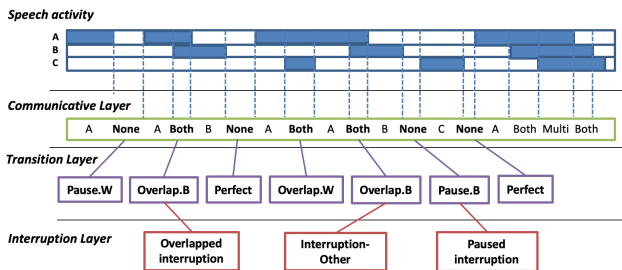 Speech activity
A
B
C
Communicative Layer
A None A Both B None A Both A Both B None C None A Both Multi Both
Transition Layer
Pause.W Overlap.B Perfect Overlap.W Overlap.B Pause.B Perfect
Interruption Layer
Overlapped interruption
Interruption-Other
Paused interruption